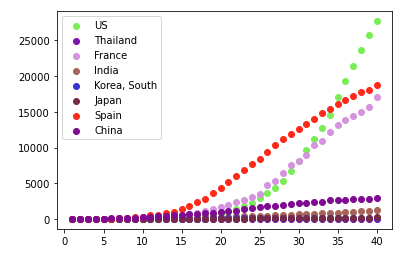 US
Thailand
France
India
Korea, South
Japan
Spain
China
25000
20000
15000
10000
5000
0
0 5 10 15 20 25 30 35 40